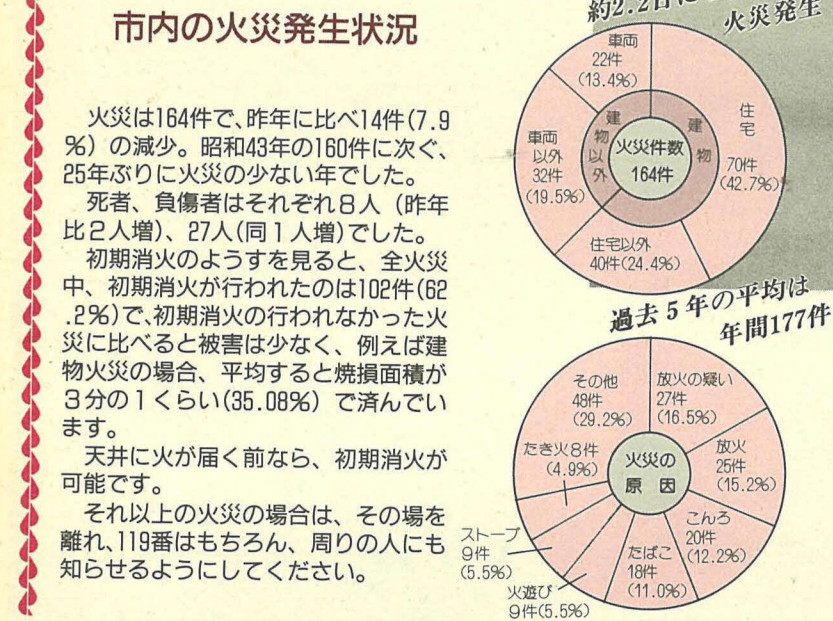 市内の火災発生状況
火災は164件で、昨年に比べ14件(7.9
%)の減少。昭和43年の160件に次ぐ、
25年ぶりに火災の少ない年でした。
死者、負傷者はそれぞれ8人(昨年
比2人増)、27人(同1人増)でした。
初期消火のようすを見ると、全火災
中、初期消火が行われたのは102件(62
.2%)で、初期消火の行われなかった火
災に比べると被害は少なく、例えば建
物火災の場合、平均すると焼損面積が
3分の1くらい(35.08%)で済んでい
ます。
天井に火が届く前なら、初期消火が
可能です。
それ以上の火災の場合は、その場を
離れ、119番はもちろん、周りの人にも
知らせるようにしてください。
約2.2日に
火災発生
車両
22件
(13.4%)
住宅
70件
(42.7%)
住宅以外
40件(24.4%)
車両
以外
32件
(19.5%)
建物以外
建物
火災件数
164件
過去5年の平均は
年間177件
その他
48件
(29.2%)
放火の疑い
27件
(16.5%)
放火
25件
(15.2%)
こんろ
20件
(12.2%)
たばこ
18件
(11.0%)
火遊び
9件(5.5%)
ストーブ
9件
(5.5%)
たき火8件
(4.9%)
火災の
原因